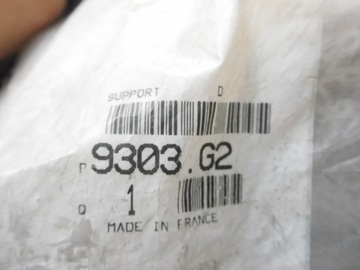 SUPPORT D
P 9303.G2
Q 1
MADE IN FRANCE